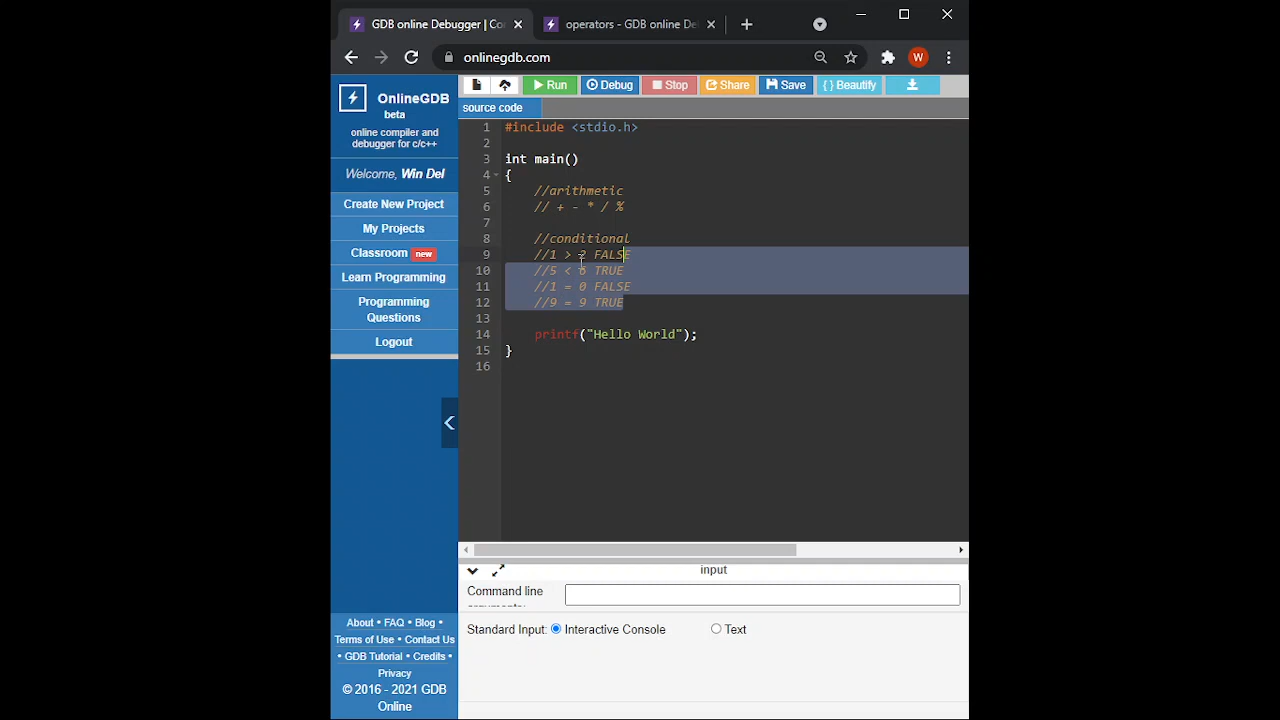 GDB online Debugger | Co
operators - GDB online De
onlinegdb.com
W
OnlineGDB
beta
online compiler and
debugger for c/c++
Welcome, Win Del
Create New Project
My Projects
Classroom new
Learn Programming
Programming
Questions
Logout
About • FAQ • Blog •
Terms of Use • Contact Us
• GDB Tutorial • Credits •
Privacy
© 2016 - 2021 GDB
Online
Run Debug Stop Share Save { } Beautify
source code
1 #include <stdio.h>
2
3 int main()
4 {
5 //arithmetic
6 // + - * / %
7
8 //conditional
9 //1 > 2 FALSE
10 //5 < 6 TRUE
11 //1 = 0 FALSE
12 //9 = 9 TRUE
13
14 printf("Hello World");
15 }
16
input
Command line
arguments:
Standard Input: Interactive Console Text